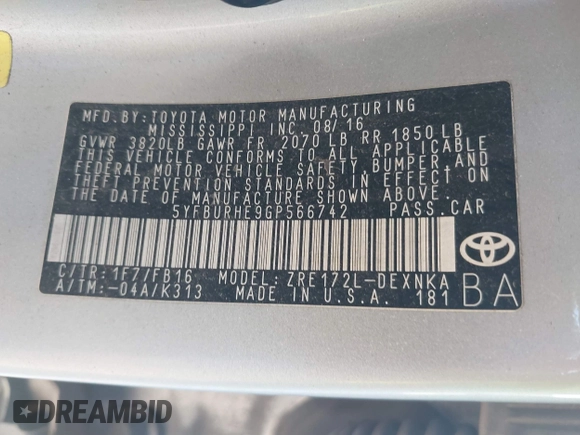 MFD.BY:TOYOTA MOTOR MANUFACTURING
MISSISSIPPI INC. 08/16
GVWR 3820LB GAWR FR 2070 LB RR 1850 LB
THIS VEHICLE CONFORMS TO ALL APPLICABLE
FEDERAL MOTOR VEHICLE SAFETY, BUMPER, AND
THEFT PREVENTION STANDARDS IN EFFECT ON
THE DATE OF MANUFACTURE SHOWN ABOVE.
5YFBURHE9GP566742 PASS.CAR
C/TR:1F7/FB16 MODEL: ZRE172L-DEXNKA
A/TM:-04A/K313 MADE IN U.S.A. 181
BA
DREAMBID